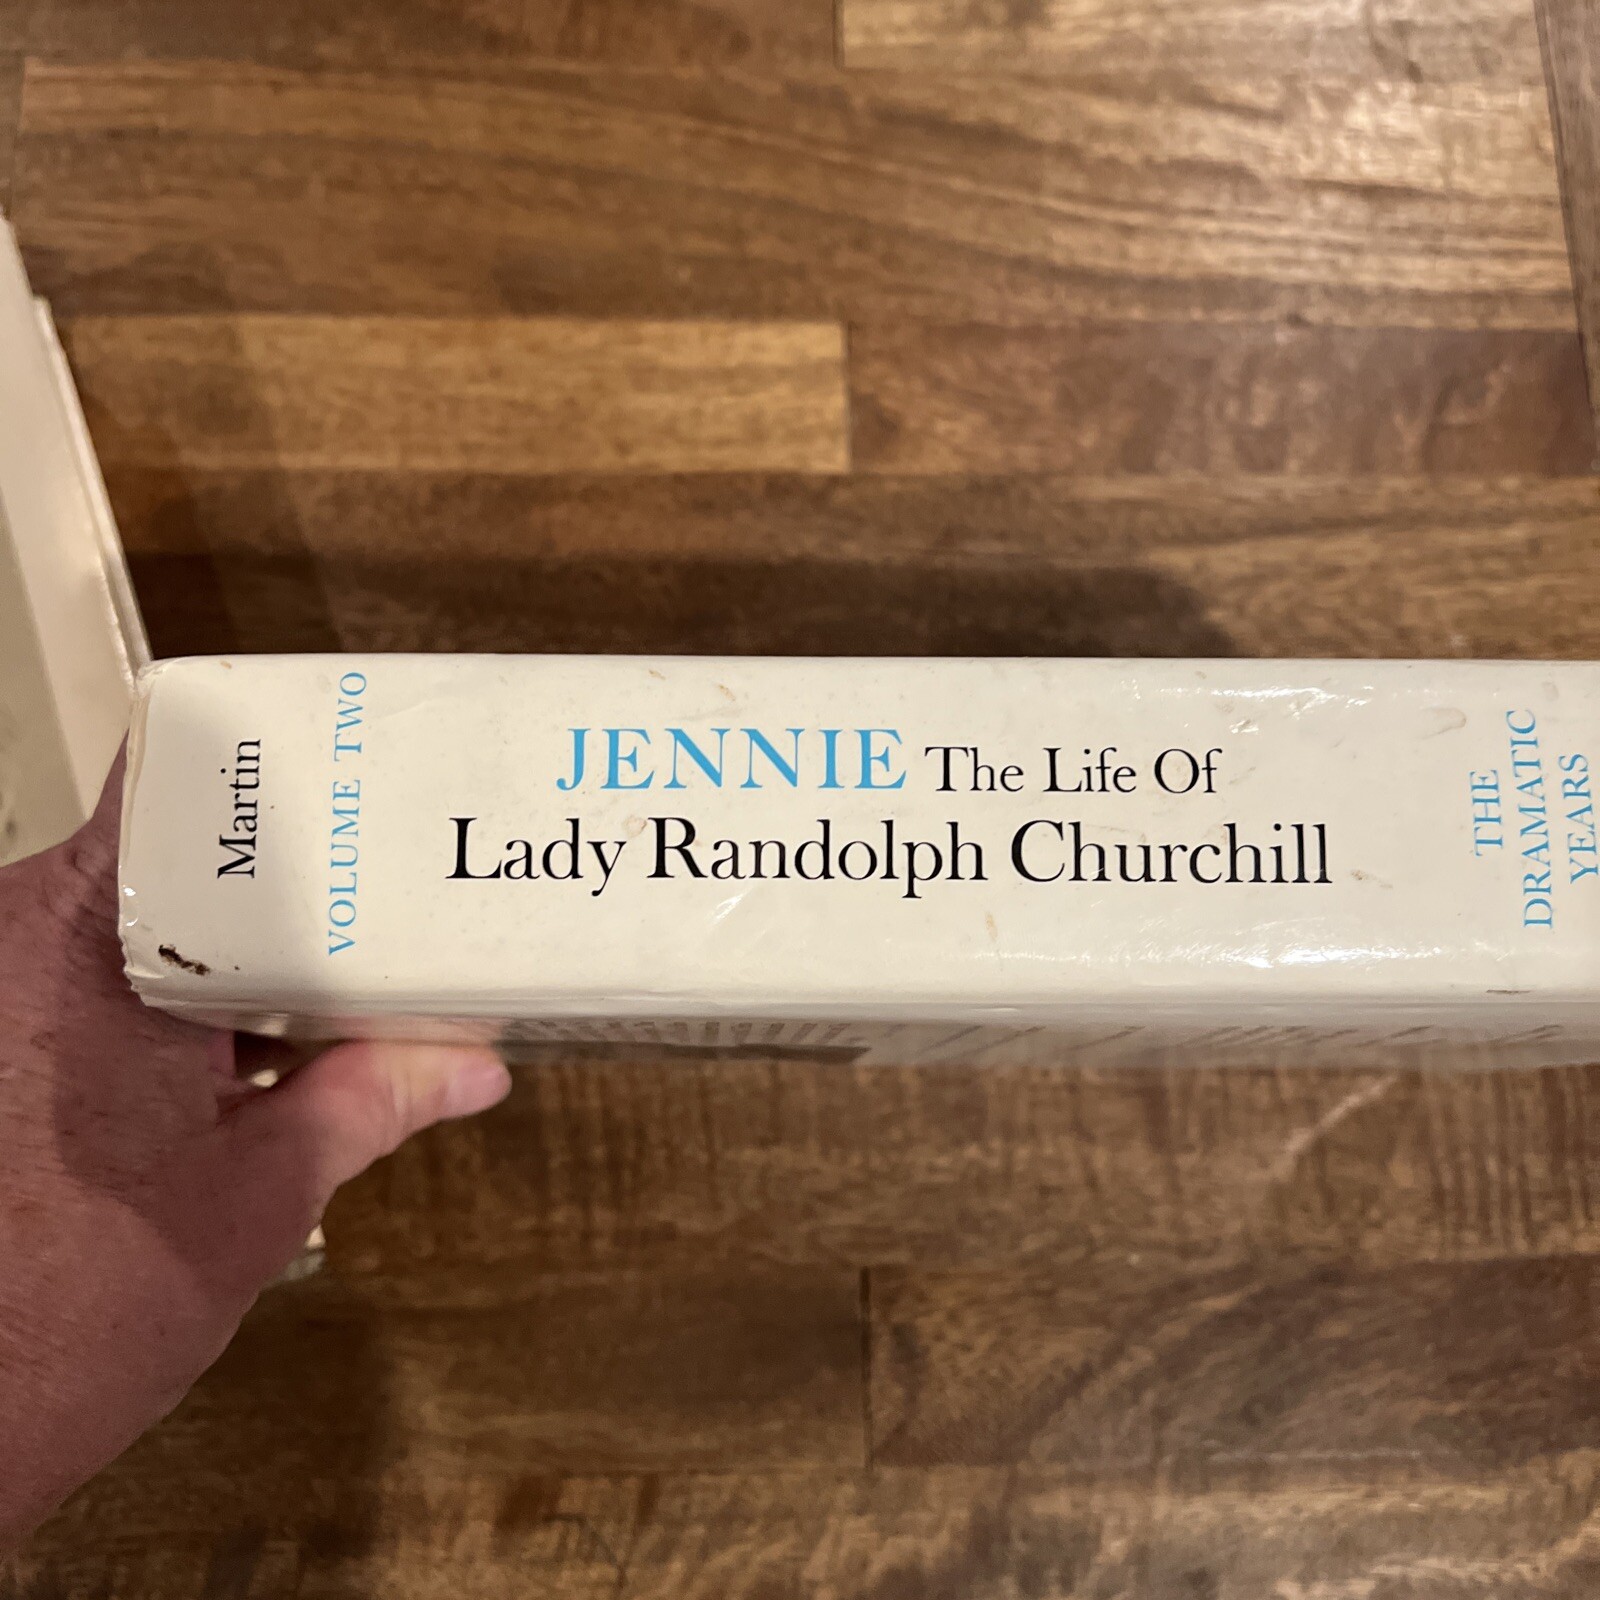 Martin
VOLUME TWO
JENNIE The Life Of
Lady Randolph Churchill
THE
DRAMATIC
YEARS